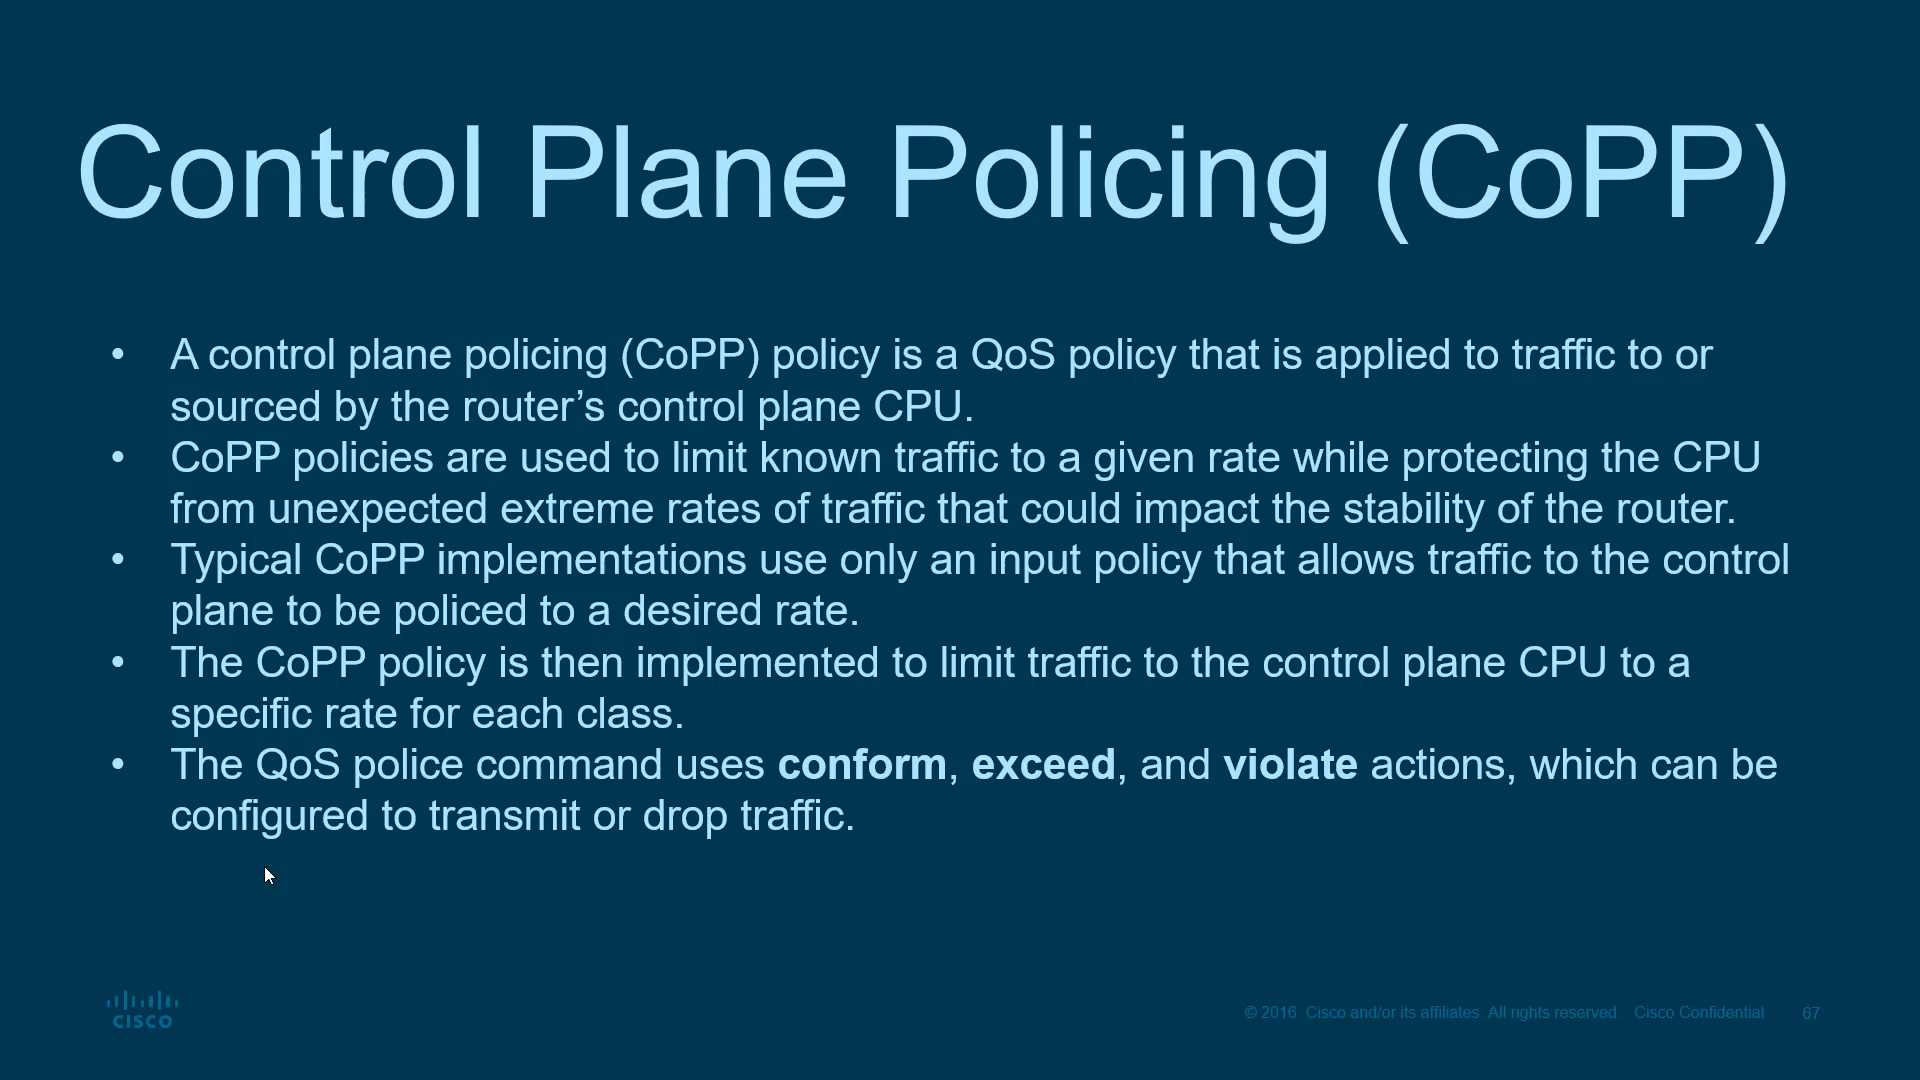 Control Plane Policing (CoPP)
• A control plane policing (CoPP) policy is a QoS policy that is applied to traffic to or
sourced by the router’s control plane CPU.
• CoPP policies are used to limit known traffic to a given rate while protecting the CPU
from unexpected extreme rates of traffic that could impact the stability of the router.
• Typical CoPP implementations use only an input policy that allows traffic to the control
plane to be policed to a desired rate.
• The CoPP policy is then implemented to limit traffic to the control plane CPU to a
specific rate for each class.
• The QoS police command uses conform, exceed, and violate actions, which can be
configured to transmit or drop traffic.
CISCO
© 2016 Cisco and/or its affiliates. All rights reserved. Cisco Confidential 67